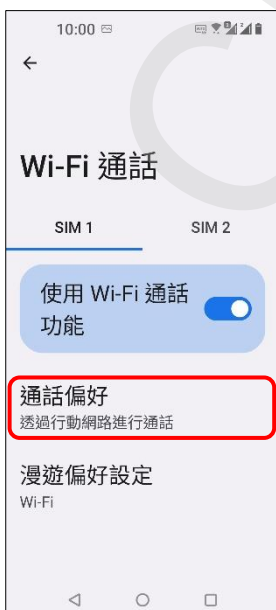 10:00
Wi-Fi 通話
SIM 1
SIM 2
使用 Wi-Fi 通話
功能
通話偏好
透過行動網路進行通話
漫遊偏好設定
Wi-Fi